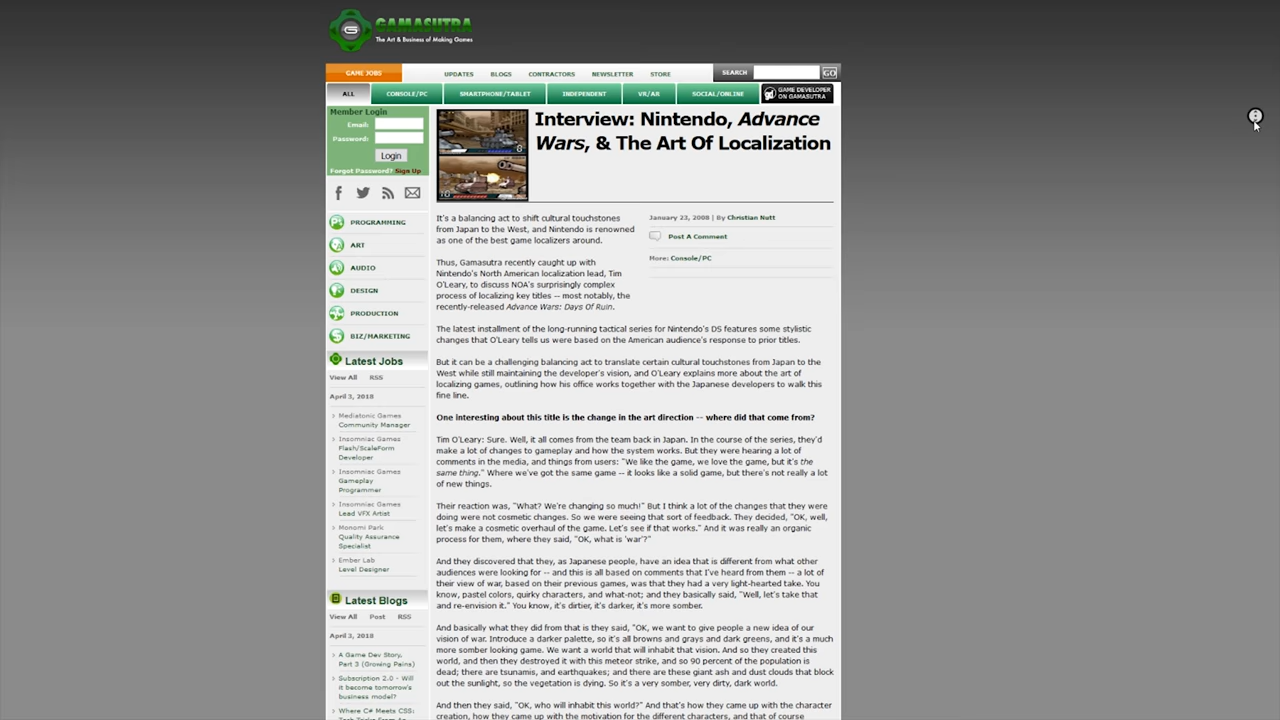 GAMASUTRA
The Art & Business of Making Games
GAME JOBS
UPDATES BLOGS CONTRACTORS NEWSLETTER STORE
SEARCH GO
ALL CONSOLE/PC SMARTPHONE/TABLET INDEPENDENT VR/AR SOCIAL/ONLINE
GAME DEVELOPER
ON GAMASUTRA
Member Login
Email:
Password:
Login
Forgot Password? Sign Up
PROGRAMMING
ART
AUDIO
DESIGN
PRODUCTION
BIZ/MARKETING
Latest Jobs
View All RSS
April 3, 2018
Mediatonic Games
Community Manager
Insomniac Games
Flash/ScaleForm
Developer
Insomniac Games
Gameplay
Programmer
Insomniac Games
Lead VFX Artist
Monomi Park
Quality Assurance
Specialist
Ember Lab
Level Designer
Latest Blogs
View All Post RSS
April 3, 2018
A Game Dev Story,
Part 3 (Growing Pains)
Subscription 2.0 - Will
it become tomorrow's
business model?
Where C# Meets CSS:
Interview: Nintendo, Advance
Wars, & The Art Of Localization
January 23, 2008 | By Christian Nutt
Post A Comment
More: Console/PC
It's a balancing act to shift cultural touchstones
from Japan to the West, and Nintendo is renowned
as one of the best game localizers around.
Thus, Gamasutra recently caught up with
Nintendo's North American localization lead, Tim
O'Leary, to discuss NOA's surprisingly complex
process of localizing key titles -- most notably, the
recently-released Advance Wars: Days Of Ruin.
The latest installment of the long-running tactical series for Nintendo's DS features some stylistic
changes that O'Leary tells us were based on the American audience's response to prior titles.
But it can be a challenging balancing act to translate certain cultural touchstones from Japan to the
West while still maintaining the developer's vision, and O'Leary explains more about the art of
localizing games, outlining how his office works together with the Japanese developers to walk this
fine line.
One interesting about this title is the change in the art direction -- where did that come from?
Tim O'Leary: Sure. Well, it all comes from the team back in Japan. In the course of the series, they'd
make a lot of changes to gameplay and how the system works. But they were hearing a lot of
comments in the media, and things from users: "We like the game, we love the game, but it's the
same thing." Where we've got the same game -- it looks like a solid game, but there's not really a lot
of new things.
Their reaction was, "What? We're changing so much!" But I think a lot of the changes that they were
doing were not cosmetic changes. So we were seeing that sort of feedback. They decided, "OK, well,
let's make a cosmetic overhaul of the game. Let's see if that works." And it was really an organic
process for them, where they said, "OK, what is 'war'?"
And they discovered that they, as Japanese people, have an idea that is different from what other
audiences were looking for -- and this is all based on comments that I've heard from them -- a lot of
their view of war, based on their previous games, was that they had a very light-hearted take. You
know, pastel colors, quirky characters, and what-not; and they basically said, "Well, let's take that
and re-envision it." You know, it's dirtier, it's darker, it's more somber.
And basically what they did from that is they said, "OK, we want to give people a new idea of our
vision of war. Introduce a darker palette, so it's all browns and grays and dark greens, and it's a much
more somber looking game. We want a world that will inhabit that vision. And so they created this
world, and then they destroyed it with this meteor strike, and so 90 percent of the population is
dead; there are tsunamis, and earthquakes; and there are these giant ash and dust clouds that block
out the sunlight, so the vegetation is dying. So it's a very somber, very dirty, dark world.
And then they said, "OK, who will inhabit this world?" And that's how they came up with the character
creation, how they came up with the motivation for the different characters, and that of course